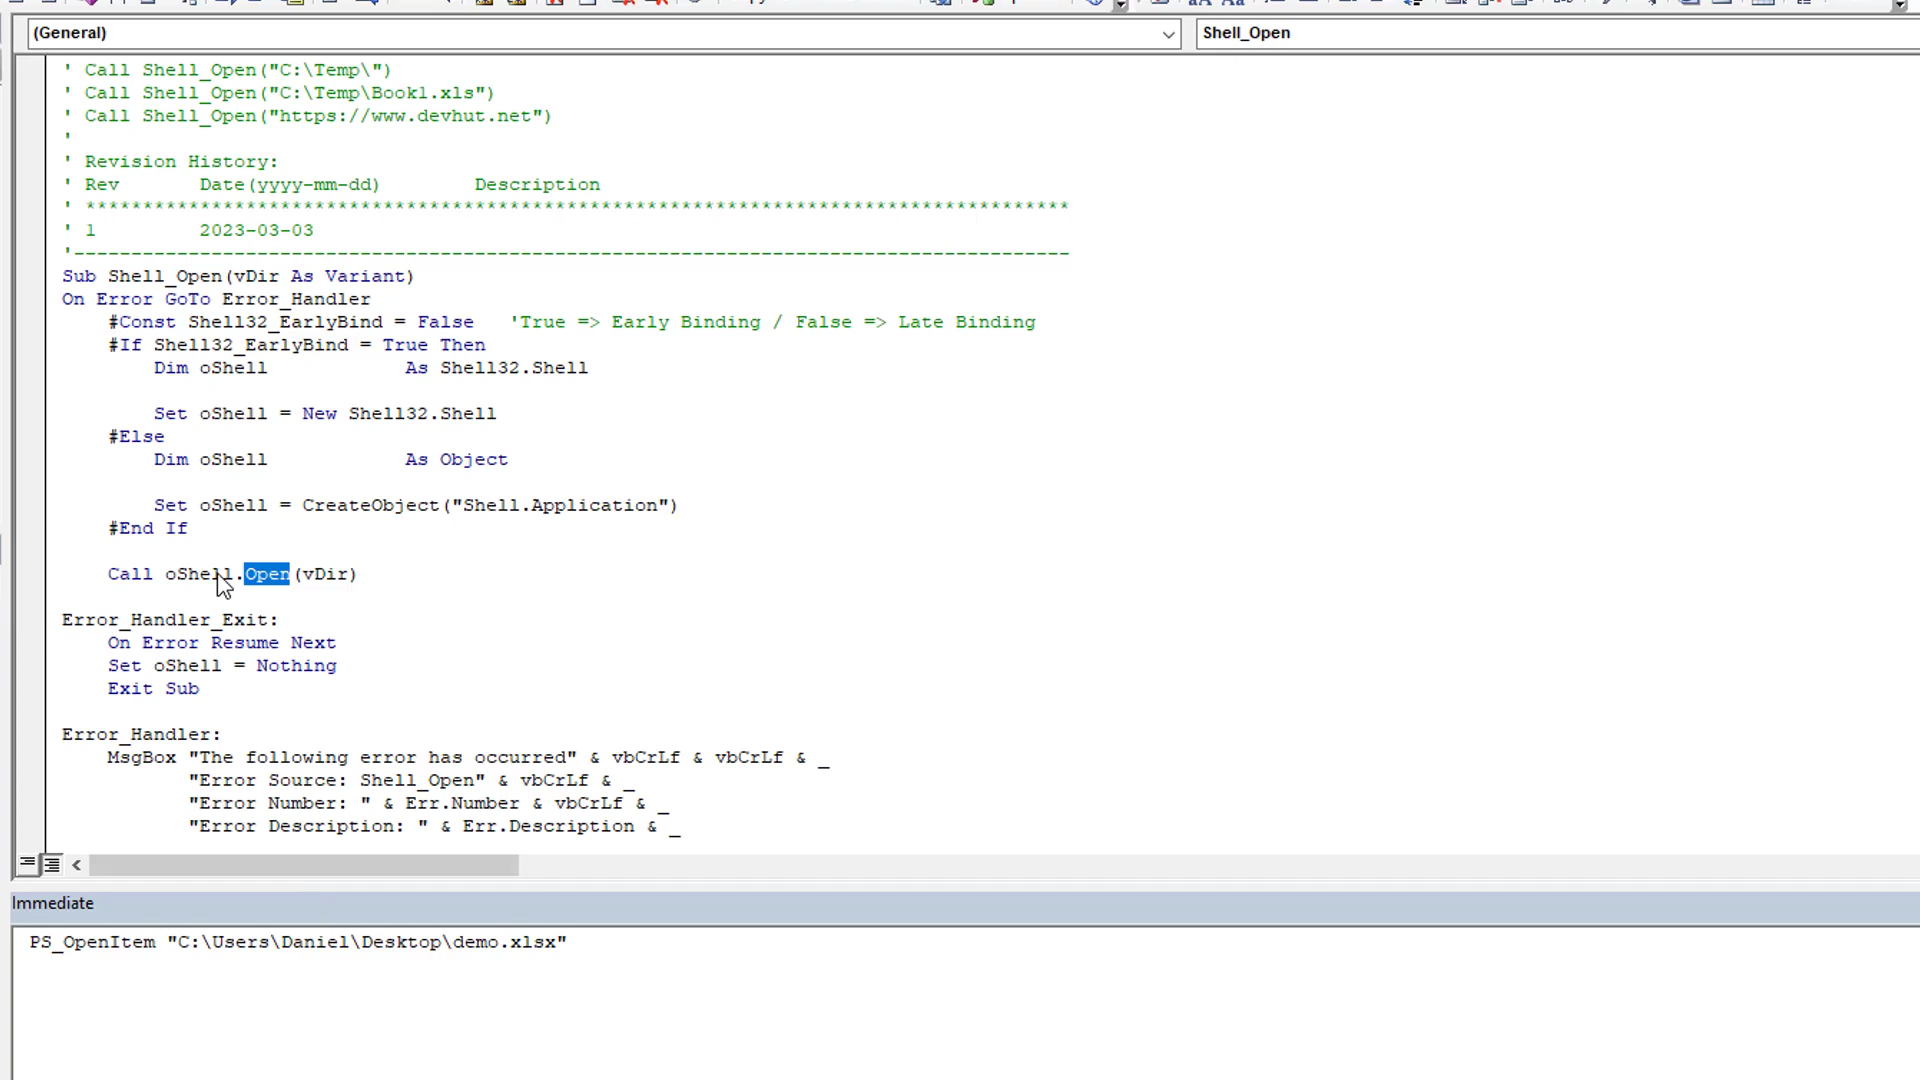 (General)
Shell_Open
' Call Shell_Open("C:\Temp\")
' Call Shell_Open("C:\Temp\Book1.xls")
' Call Shell_Open("https://www.devhut.net")
'
' Revision History:
' Rev       Date(yyyy-mm-dd)        Description
' **************************************************************************************
' 1         2023-03-03
'---------------------------------------------------------------------------------------
Sub Shell_Open(vDir As Variant)
On Error GoTo Error_Handler
    #Const Shell32_EarlyBind = False   'True => Early Binding / False => Late Binding
    #If Shell32_EarlyBind = True Then
        Dim oShell            As Shell32.Shell
        Set oShell = New Shell32.Shell
    #Else
        Dim oShell            As Object
        Set oShell = CreateObject("Shell.Application")
    #End If
    Call oShell.Open(vDir)
Error_Handler_Exit:
    On Error Resume Next
    Set oShell = Nothing
    Exit Sub
Error_Handler:
    MsgBox "The following error has occurred" & vbCrLf & vbCrLf & _
           "Error Source: Shell_Open" & vbCrLf & _
           "Error Number: " & Err.Number & vbCrLf & _
           "Error Description: " & Err.Description & _
Immediate
PS_OpenItem "C:\Users\Daniel\Desktop\demo.xlsx"